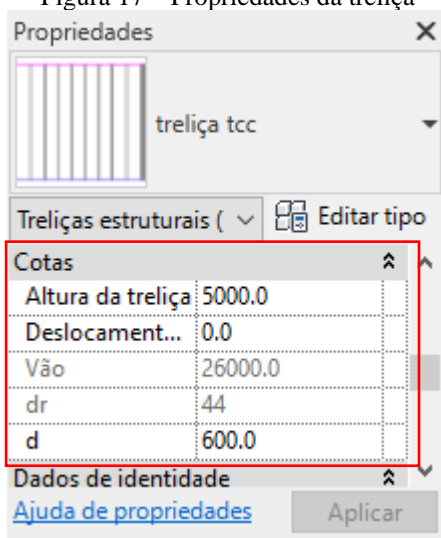 Figura 17 – Propriedades da treliça
Propriedades
treliça tcc
Treliças estruturais (
Editar tipo
Cotas
Altura da treliça 5000.0
Deslocament... 0.0
Vão 26000.0
dr 44
d 600.0
Dados de identidade
Ajuda de propriedades
Aplicar